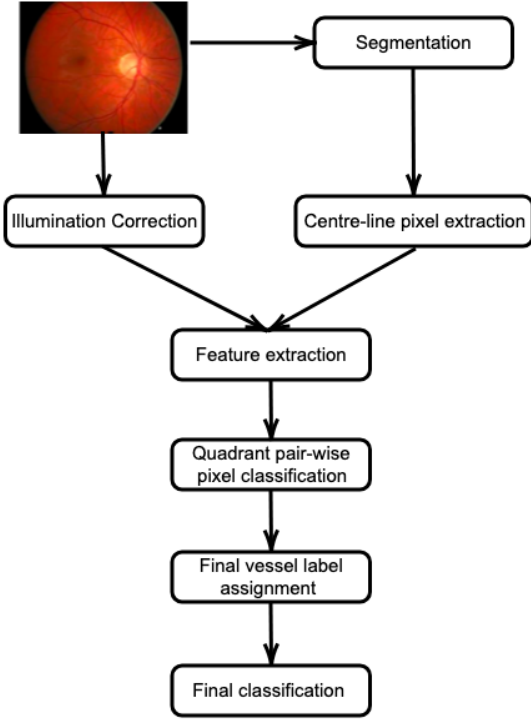 Segmentation
Illumination Correction
Centre-line pixel extraction
Feature extraction
Quadrant pair-wise
pixel classification
Final vessel label
assignment
Final classification